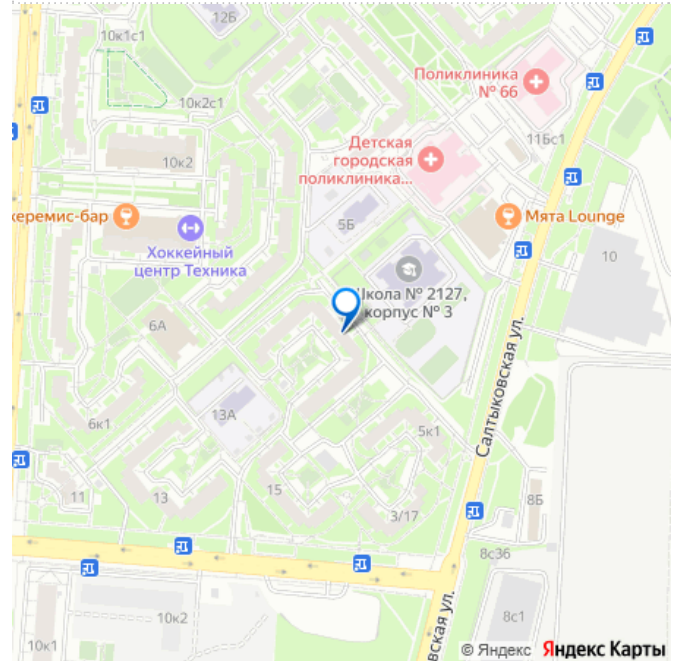 12Б
10к1с1
10к2с1
Поликлиника
№ 66
11Бс1
10к2
Детская
городская
поликлиника...
керемис-бар
5Б
Мята Lounge
Хоккейный
центр Техника
10
Школа № 2127,
корпус № 3
6А
Салтыковская ул.
13А
6к1
5к1
11
13
15
3/17
8Б
8с36
10к2
8с1
10к1
вская ул.
© Яндекс Яндекс Карты